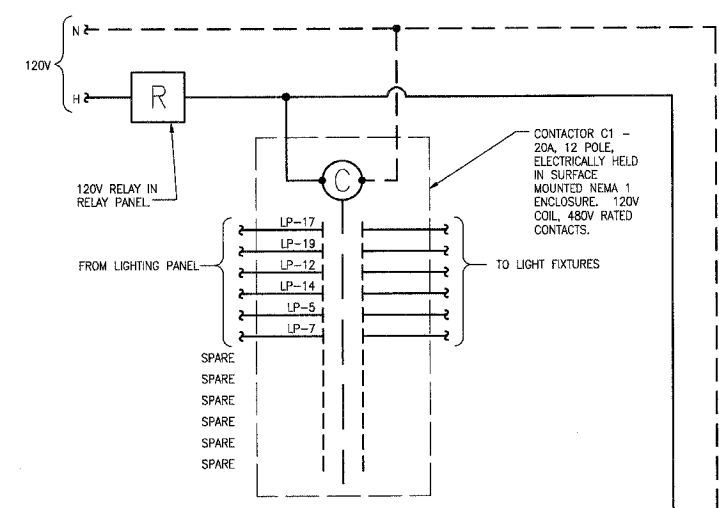 N
120V
H
R
120V RELAY IN
RELAY PANEL
C
CONTACTOR C1 -
20A, 12 POLE,
ELECTRICALLY HELD
IN SURFACE
MOUNTED NEMA 1
ENCLOSURE. 120V
COIL, 480V RATED
CONTACTS.
FROM LIGHTING PANEL
LP-17
LP-19
LP-12
LP-14
LP-5
LP-7
TO LIGHT FIXTURES
SPARE
SPARE
SPARE
SPARE
SPARE
SPARE